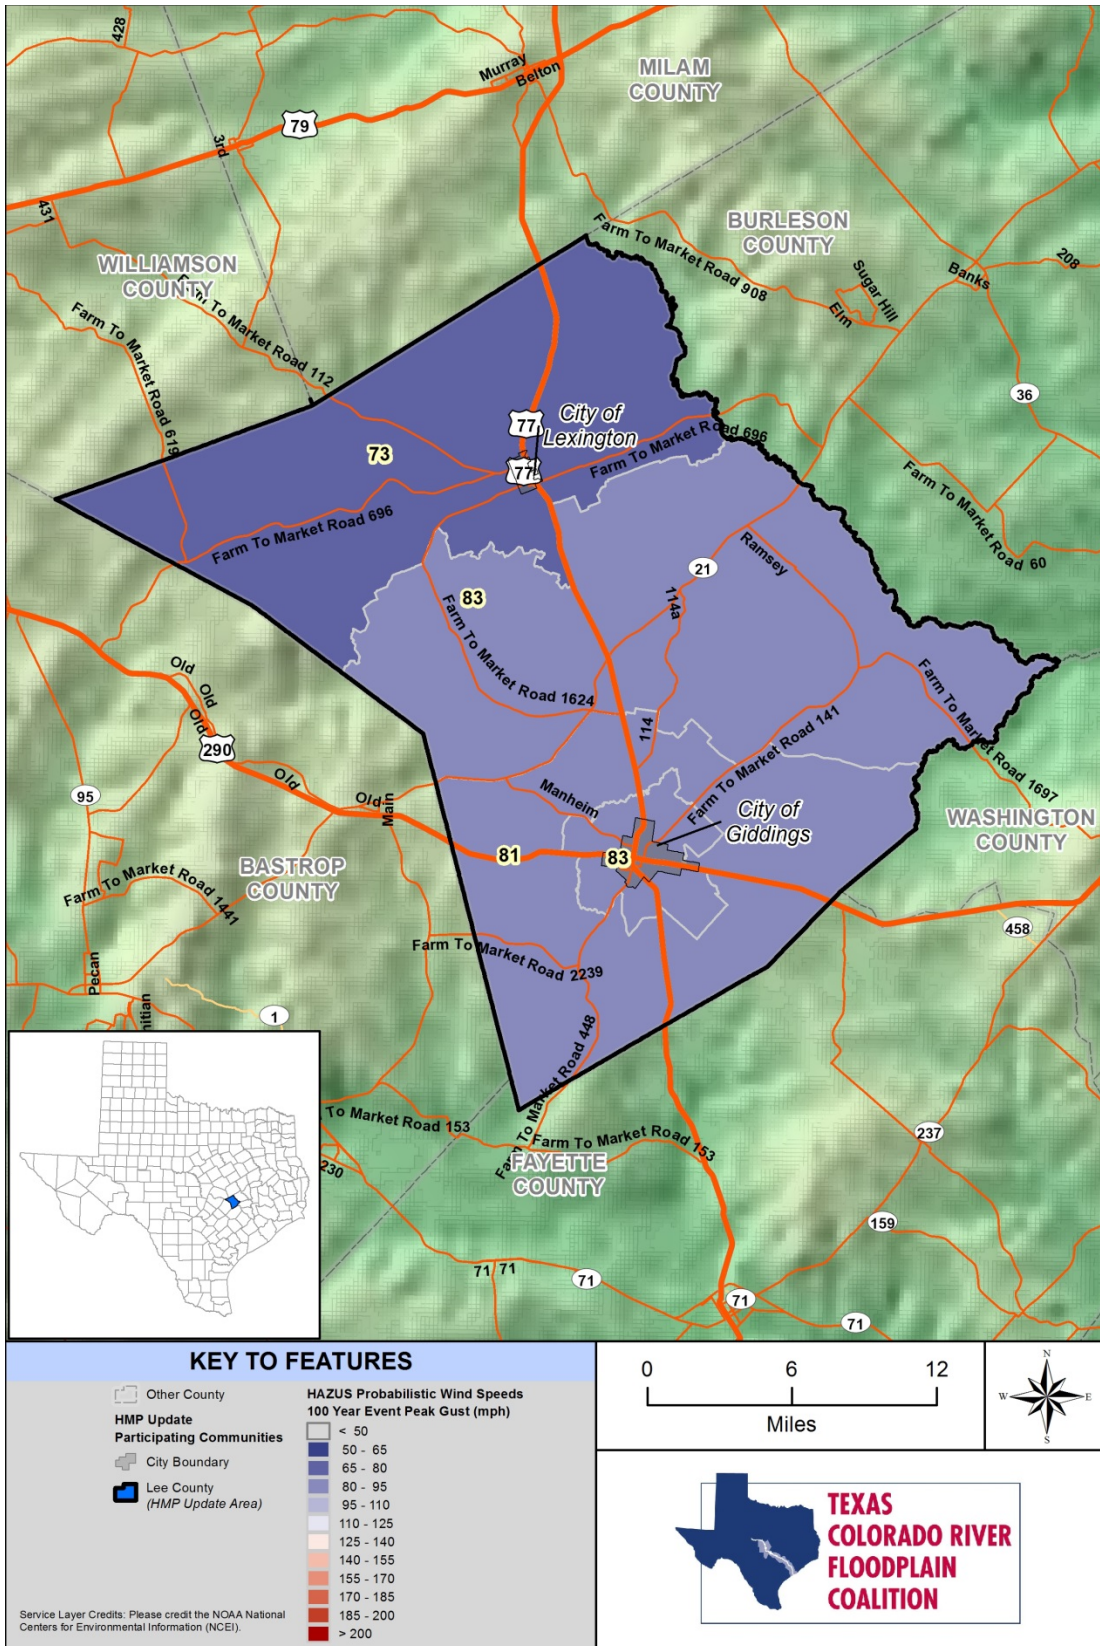 428
Murray
Belton
MILAM
COUNTY
79
3rd
431
BURLESON
COUNTY
Farm To Market Road 908
208
Banks
Sugar Hill
Elm
WILLIAMSON
COUNTY
Farm To Market Road 112
Farm To Market Road 619
36
77
City of
Lexington
73
77
Farm To Market Road 696
Farm To Market Road 696
Farm To Market Road 60
21
Ramsey
83
114a
Farm To Market Road 1624
Old
Old
Old
290
114
Farm To Market Road 141
Farm To Market Road 1697
Old
95
Old
Main
Manheim
City of
Giddings
WASHINGTON
COUNTY
81
83
BASTROP
COUNTY
Farm To Market Road 1441
458
Farm To Market Road 2239
Pecan
hitian
1
Farm To Market Road 448
To Market Road 153
Farm To Market Road 153
237
230
FAYETTE
COUNTY
159
71
71
71
71
71
KEY TO FEATURES
Other County
HMP Update
Participating Communities
City Boundary
Lee County
(HMP Update Area)
HAZUS Probabilistic Wind Speeds
100 Year Event Peak Gust (mph)
< 50
50 - 65
65 - 80
80 - 95
95 - 110
110 - 125
125 - 140
140 - 155
155 - 170
170 - 185
185 - 200
> 200
Service Layer Credits: Please credit the NOAA National
Centers for Environmental Information (NCEI).
0 6 12
Miles
N
W E
S
TEXAS
COLORADO RIVER
FLOODPLAIN
COALITION